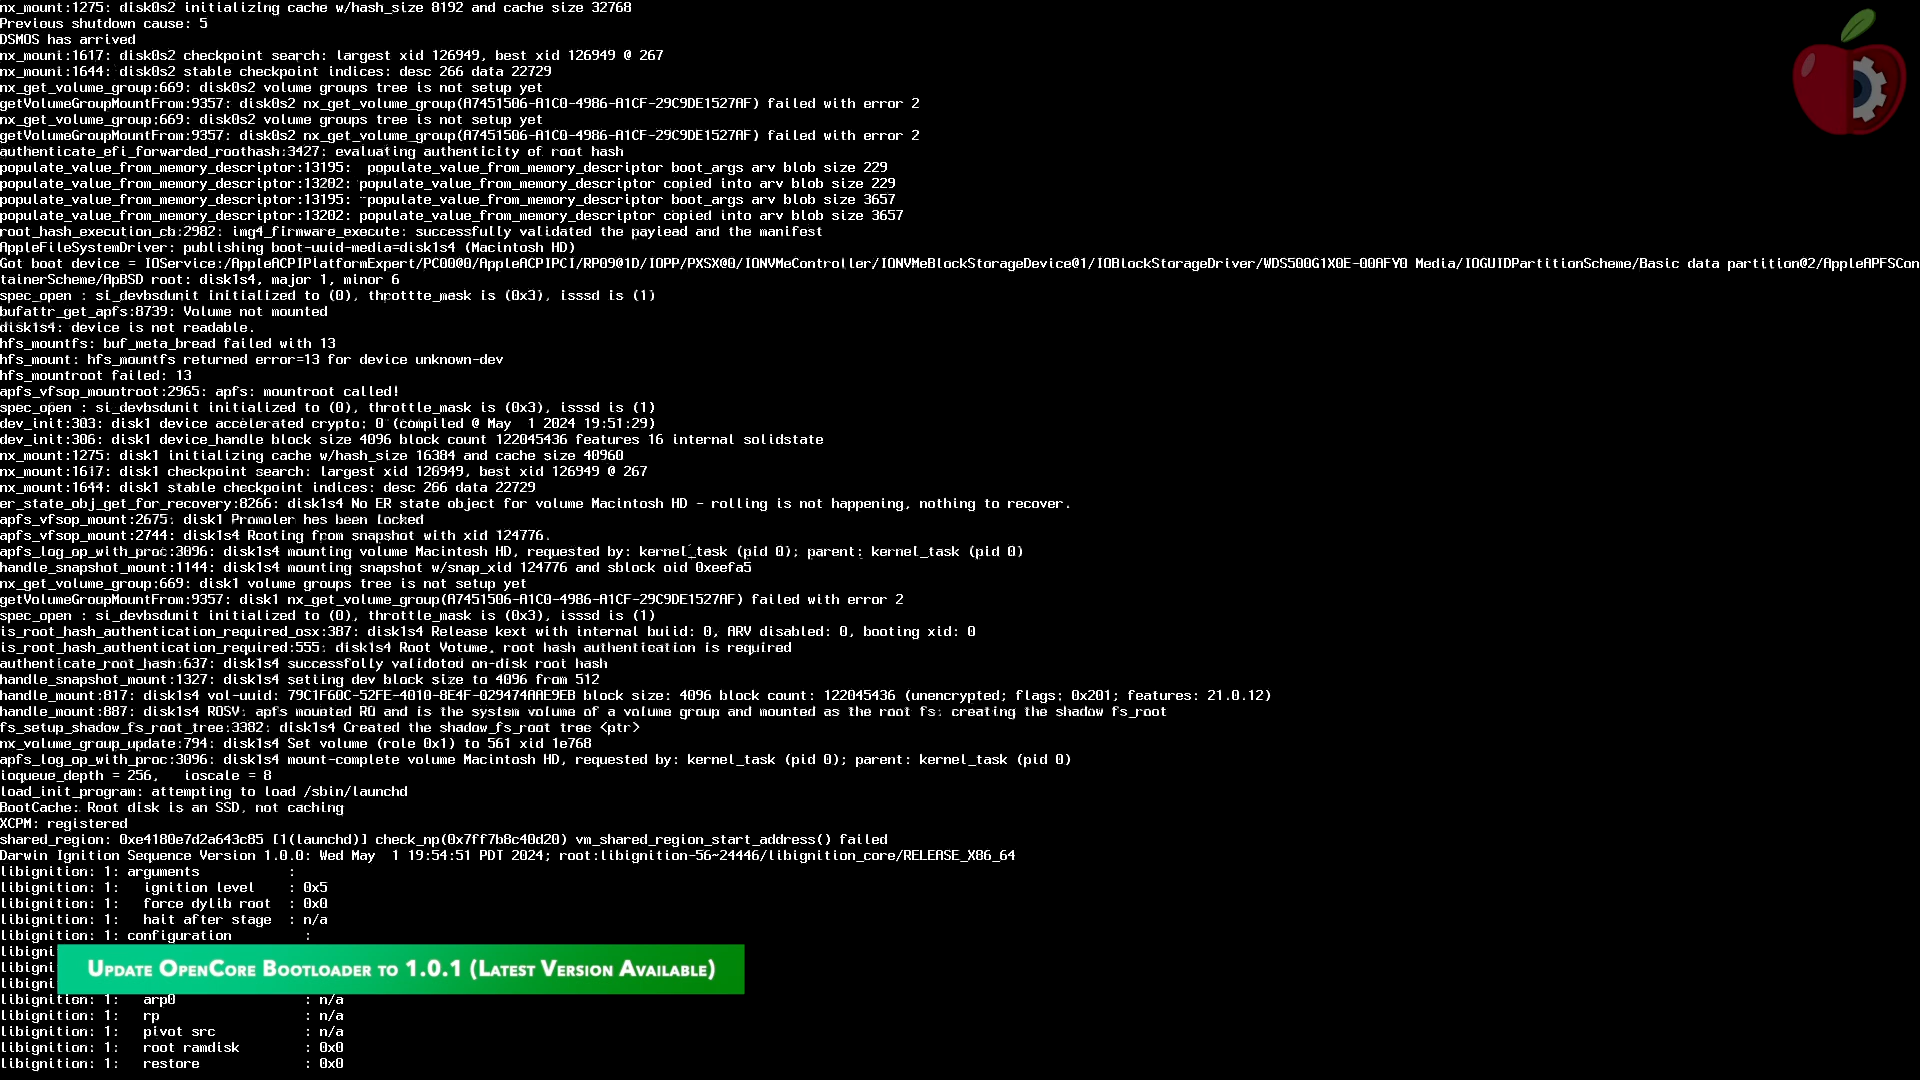 nx_mount:1275: disk0s2 initializing cache w/hash_size 8192 and cache size 32768
Previous shutdown cause: 5
DSMOS has arrived
nx_mount:1617: disk0s2 checkpoint search: largest xid 126949, best xid 126949 @ 267
nx_mount:1644: disk0s2 stable checkpoint indices: desc 266 data 22729
nx_get_volume_group:669: disk0s2 volume groups tree is not setup yet
getVolumeGroupMountFrom:9357: disk0s2 nx_get_volume_group(A7451506-A1C0-4986-A1CF-29C9DE1527AF) failed with error 2
nx_get_volume_group:669: disk0s2 volume groups tree is not setup yet
getVolumeGroupMountFrom:9357: disk0s2 nx_get_volume_group(A7451506-A1C0-4986-A1CF-29C9DE1527AF) failed with error 2
authenticate_efi_forwarded_roothash:3427: evaluating authenticity of root hash
populate_value_from_memory_descriptor:13195:  populate_value_from_memory_descriptor boot_args arv blob size 229
populate_value_from_memory_descriptor:13202: populate_value_from_memory_descriptor copied into arv blob size 229
populate_value_from_memory_descriptor:13195:  populate_value_from_memory_descriptor boot_args arv blob size 3657
populate_value_from_memory_descriptor:13202: populate_value_from_memory_descriptor copied into arv blob size 3657
root_hash_execution_cb:2982: img4_firmware_execute: successfully validated the payload and the manifest
AppleFileSystemDriver: publishing boot-uuid-media=disk1s4 (Macintosh HD)
Got boot device = IOService:/AppleACPIPlatformExpert/PC00@0/AppleACPIPCI/RP09@1D/IOPP/PXSX@0/IONVMeController/IONVMeBlockStorageDevice@1/IOBlockStorageDriver/WDS500G1X0E-00AFY0 Media/IOGUIDPartitionScheme/Basic data partition@2/AppleAPFSCon
tainerScheme/ApBSD root: disk1s4, major 1, minor 6
spec_open : si_devbsdunit initialized to (0), throttle_mask is (0x3), isssd is (1)
bufattr_get_apfs:8739: Volume not mounted
disk1s4: device is not readable.
hfs_mountfs: buf_meta_bread failed with 13
hfs_mount: hfs_mountfs returned error=13 for device unknown-dev
hfs_mountroot failed: 13
apfs_vfsop_mountroot:2965: apfs: mountroot called!
spec_open : si_devbsdunit initialized to (0), throttle_mask is (0x3), isssd is (1)
dev_init:303: disk1 device accelerated crypto: 0 (compiled @ May  1 2024 19:51:29)
dev_init:306: disk1 device_handle block size 4096 block count 122045436 features 16 internal solidstate
nx_mount:1275: disk1 initializing cache w/hash_size 16384 and cache size 40960
nx_mount:1617: disk1 checkpoint search: largest xid 126949, best xid 126949 @ 267
nx_mount:1644: disk1 stable checkpoint indices: desc 266 data 22729
er_state_obj_get_for_recovery:8266: disk1s4 No ER state object for volume Macintosh HD - rolling is not happening, nothing to recover.
apfs_vfsop_mount:2675: disk1 Promoter has been locked
apfs_vfsop_mount:2744: disk1s4 Rooting from snapshot with xid 124776.
apfs_log_op_with_proc:3096: disk1s4 mounting volume Macintosh HD, requested by: kernel_task (pid 0); parent: kernel_task (pid 0)
handle_snapshot_mount:1144: disk1s4 mounting snapshot w/snap_xid 124776 and sblock oid 0xeefa5
nx_get_volume_group:669: disk1 volume groups tree is not setup yet
getVolumeGroupMountFrom:9357: disk1 nx_get_volume_group(A7451506-A1C0-4986-A1CF-29C9DE1527AF) failed with error 2
spec_open : si_devbsdunit initialized to (0), throttle_mask is (0x3), isssd is (1)
is_root_hash_authentication_required_osx:387: disk1s4 Release kext with internal build: 0, ARV disabled: 0, booting xid: 0
is_root_hash_authentication_required:555: disk1s4 Root Volume, root hash authentication is required
authenticate_root_hash:637: disk1s4 successfully validated on-disk root hash
handle_snapshot_mount:1327: disk1s4 setting dev block size to 4096 from 512
handle_mount:817: disk1s4 vol-uuid: 79C1F60C-52FE-4010-8E4F-029474AAE9EB block size: 4096 block count: 122045436 (unencrypted; flags: 0x201; features: 21.0.12)
handle_mount:887: disk1s4 ROSV: apfs mounted RO and is the system volume of a volume group and mounted as the root fs: creating the shadow fs_root
fs_setup_shadow_fs_root_tree:3382: disk1s4 Created the shadow_fs_root tree <ptr>
nx_volume_group_update:794: disk1s4 Set volume (role 0x1) to 561 xid 1e768
apfs_log_op_with_proc:3096: disk1s4 mount-complete volume Macintosh HD, requested by: kernel_task (pid 0); parent: kernel_task (pid 0)
ioqueue_depth = 256,   ioscale = 8
load_init_program: attempting to load /sbin/launchd
BootCache: Root disk is an SSD, not caching
XCPM: registered
shared_region: 0xe4180e7d2a643c85 [1(launchd)] check_np(0x7ff7b8c40d20) vm_shared_region_start_address() failed
Darwin Ignition Sequence Version 1.0.0: Wed May  1 19:54:51 PDT 2024; root:libignition-56~24446/libignition_core/RELEASE_X86_64
libignition: 1: arguments           :
libignition: 1:   ignition level    : 0x5
libignition: 1:   force dylib root  : 0x0
libignition: 1:   halt after stage  : n/a
libignition: 1: configuration         :
libigni
libigni
Update OpenCore Bootloader to 1.0.1 (Latest Version Available)
libigni
libignition: 1:   arp0                : n/a
libignition: 1:   rp                  : n/a
libignition: 1:   pivot src           : n/a
libignition: 1:   root ramdisk        : 0x0
libignition: 1:   restore             : 0x0